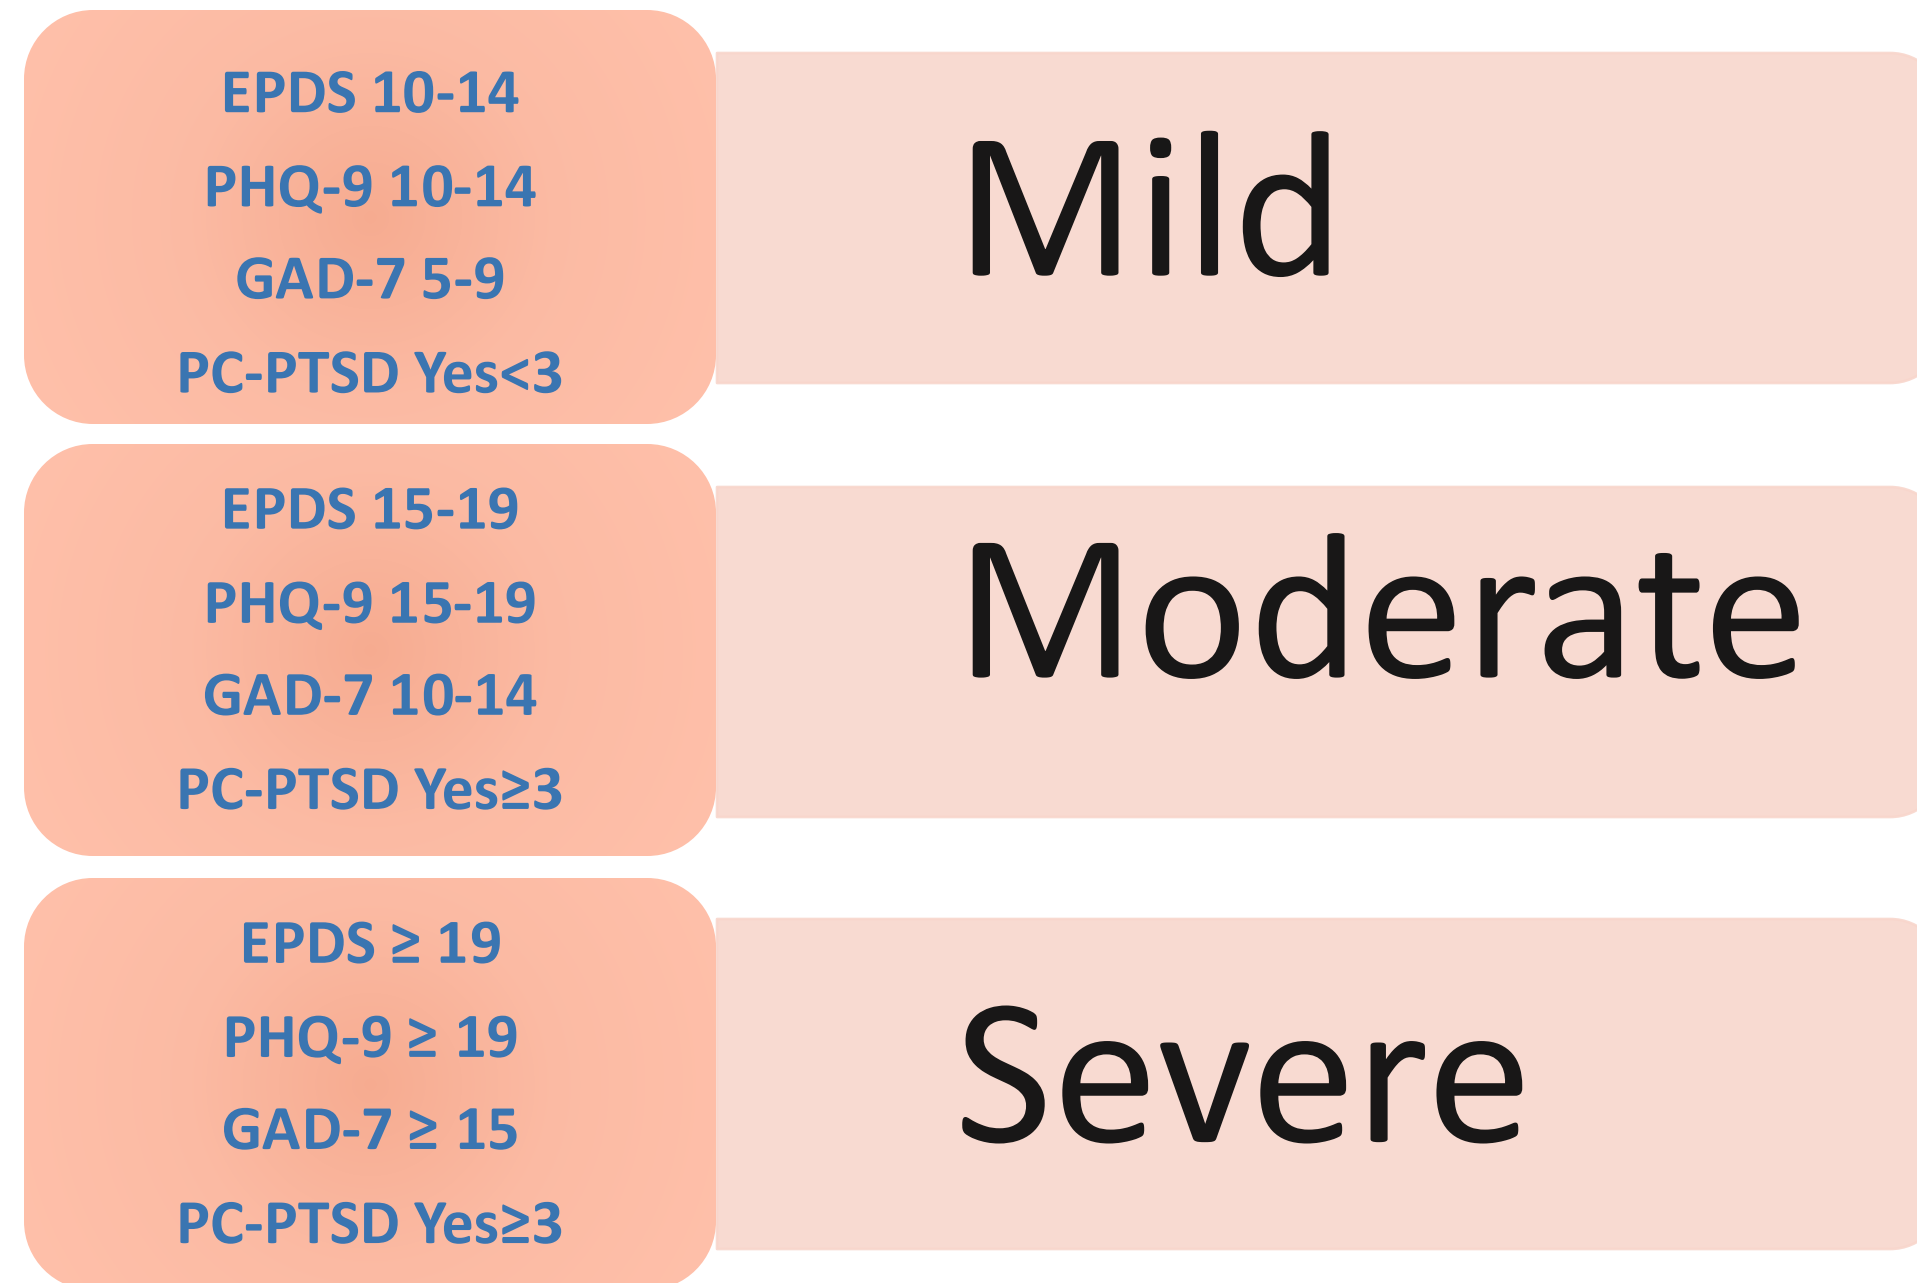 EPDS 10-14
PHQ-9 10-14
GAD-7 5-9
PC-PTSD Yes<3
Mild
EPDS 15-19
PHQ-9 15-19
GAD-7 10-14
PC-PTSD Yes≥3
Moderate
EPDS ≥ 19
PHQ-9 ≥ 19
GAD-7 ≥ 15
PC-PTSD Yes≥3
Severe